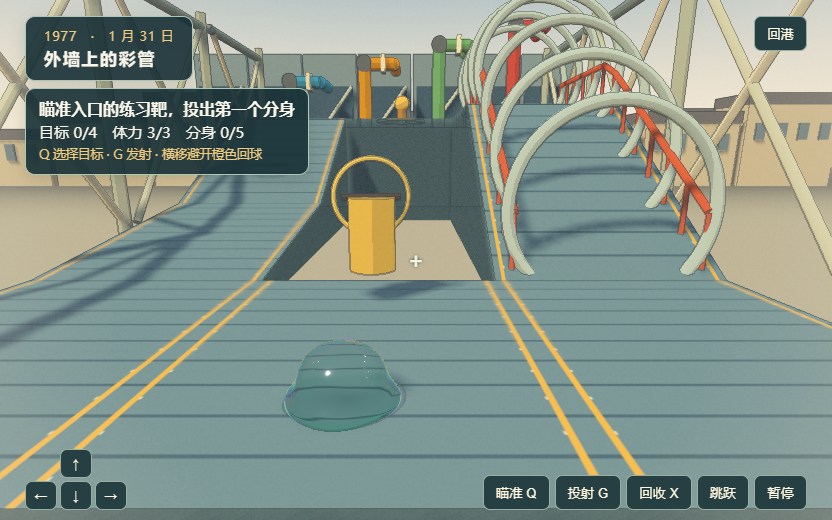 1977 · 1 月 31 日
外墙上的彩管
回港
瞄准入口的练习靶，投出第一个分身
目标 0/4 体力 3/3 分身 0/5
Q 选择目标 · G 发射 · 横移避开橙色回球
↑
← ↓ →
瞄准 Q 投射 G 回收 X 跳跃 暂停